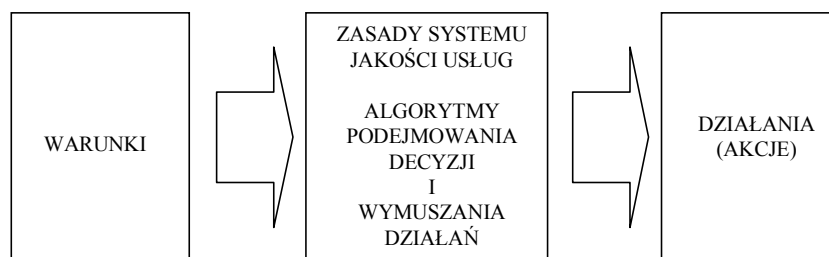 WARUNKI
ZASADY SYSTEMU
JAKOŚCI USŁUG
ALGORYTMY
PODEJMOWANIA
DECYZJI
I
WYMUSZANIA
DZIAŁAŃ
DZIAŁANIA
(AKCJE)